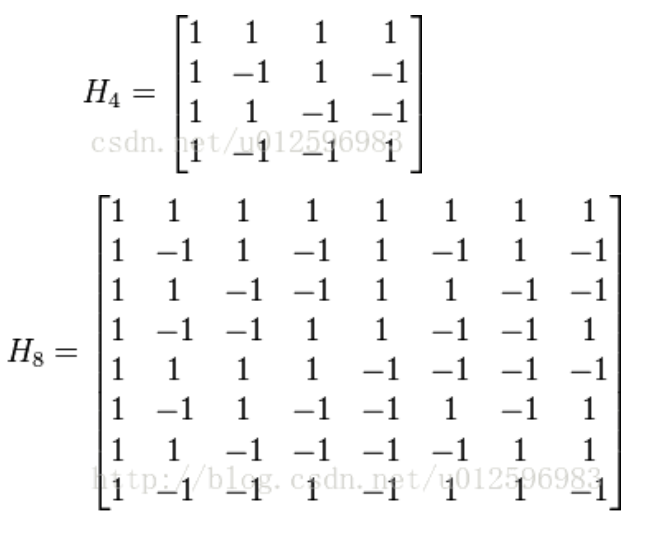 1 1 1 1
1 −1 1 −1
H₄ =
1 1 −1 −1
csdn.net/u012596983
1 −1 −1 1
1 1 1 1 1 1 1 1
1 −1 1 −1 1 −1 1 −1
1 1 −1 −1 1 1 −1 −1
1 −1 −1 1 1 −1 −1 1
H₈ =
1 1 1 1 −1 −1 −1 −1
1 −1 1 −1 −1 1 −1 1
1 1 −1 −1 −1 −1 1 1
http://blog.csdn.net/u012596983
1 −1 −1 1 −1 1 1 −1